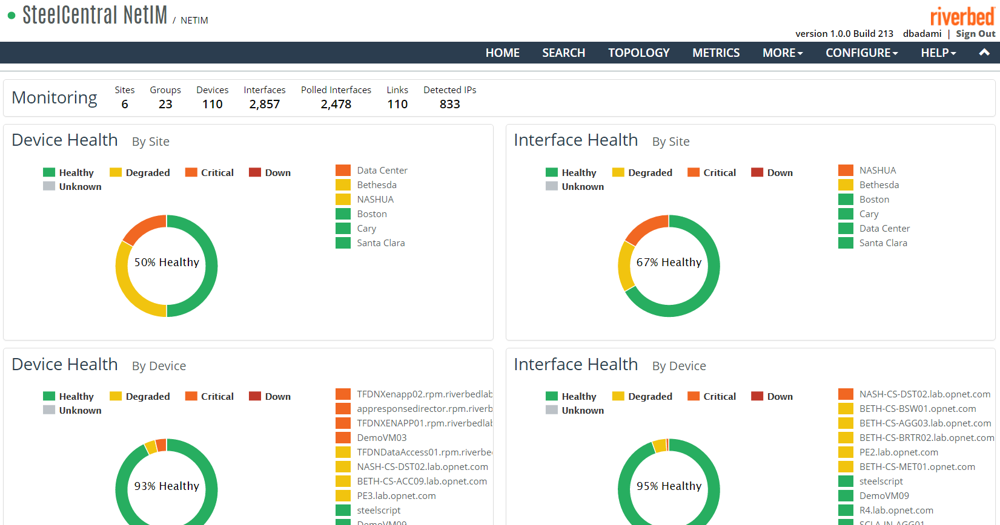 SteelCentral NetIM / NETIM
riverbed
version 1.0.0 Build 213 dbadami | Sign Out
HOME SEARCH TOPOLOGY METRICS MORE CONFIGURE HELP
Monitoring
Sites Groups Devices Interfaces Polled Interfaces Links Detected IPs
6 23 110 2,857 2,478 110 833
Device Health By Site
Healthy Degraded Critical Down
Unknown
50% Healthy
Data Center
Bethesda
NASHUA
Boston
Cary
Santa Clara
Interface Health By Site
Healthy Degraded Critical Down
Unknown
67% Healthy
NASHUA
Bethesda
Boston
Cary
Data Center
Santa Clara
Device Health By Device
Healthy Degraded Critical Down
Unknown
93% Healthy
TFDNXenapp02.rpm.riverbedlab
appresponsedirector.rpm.riverb
TFDNXENAPP01.rpm.riverbedlab
DemoVM03
TFDNDataAccess01.rpm.riverbe
NASH-CS-DST02.lab.opnet.com
BETH-CS-ACC09.lab.opnet.com
PE3.lab.opnet.com
steelscript
DemoVM09
Interface Health By Device
Healthy Degraded Critical Down
Unknown
95% Healthy
NASH-CS-DST02.lab.opnet.com
BETH-CS-BSW01.opnet.com
BETH-CS-AGG03.lab.opnet.com
BETH-CS-BRTR02.lab.opnet.com
PE2.lab.opnet.com
BETH-CS-MET01.opnet.com
steelscript
DemoVM09
R4.lab.opnet.com
SCLA-IN-AGG01